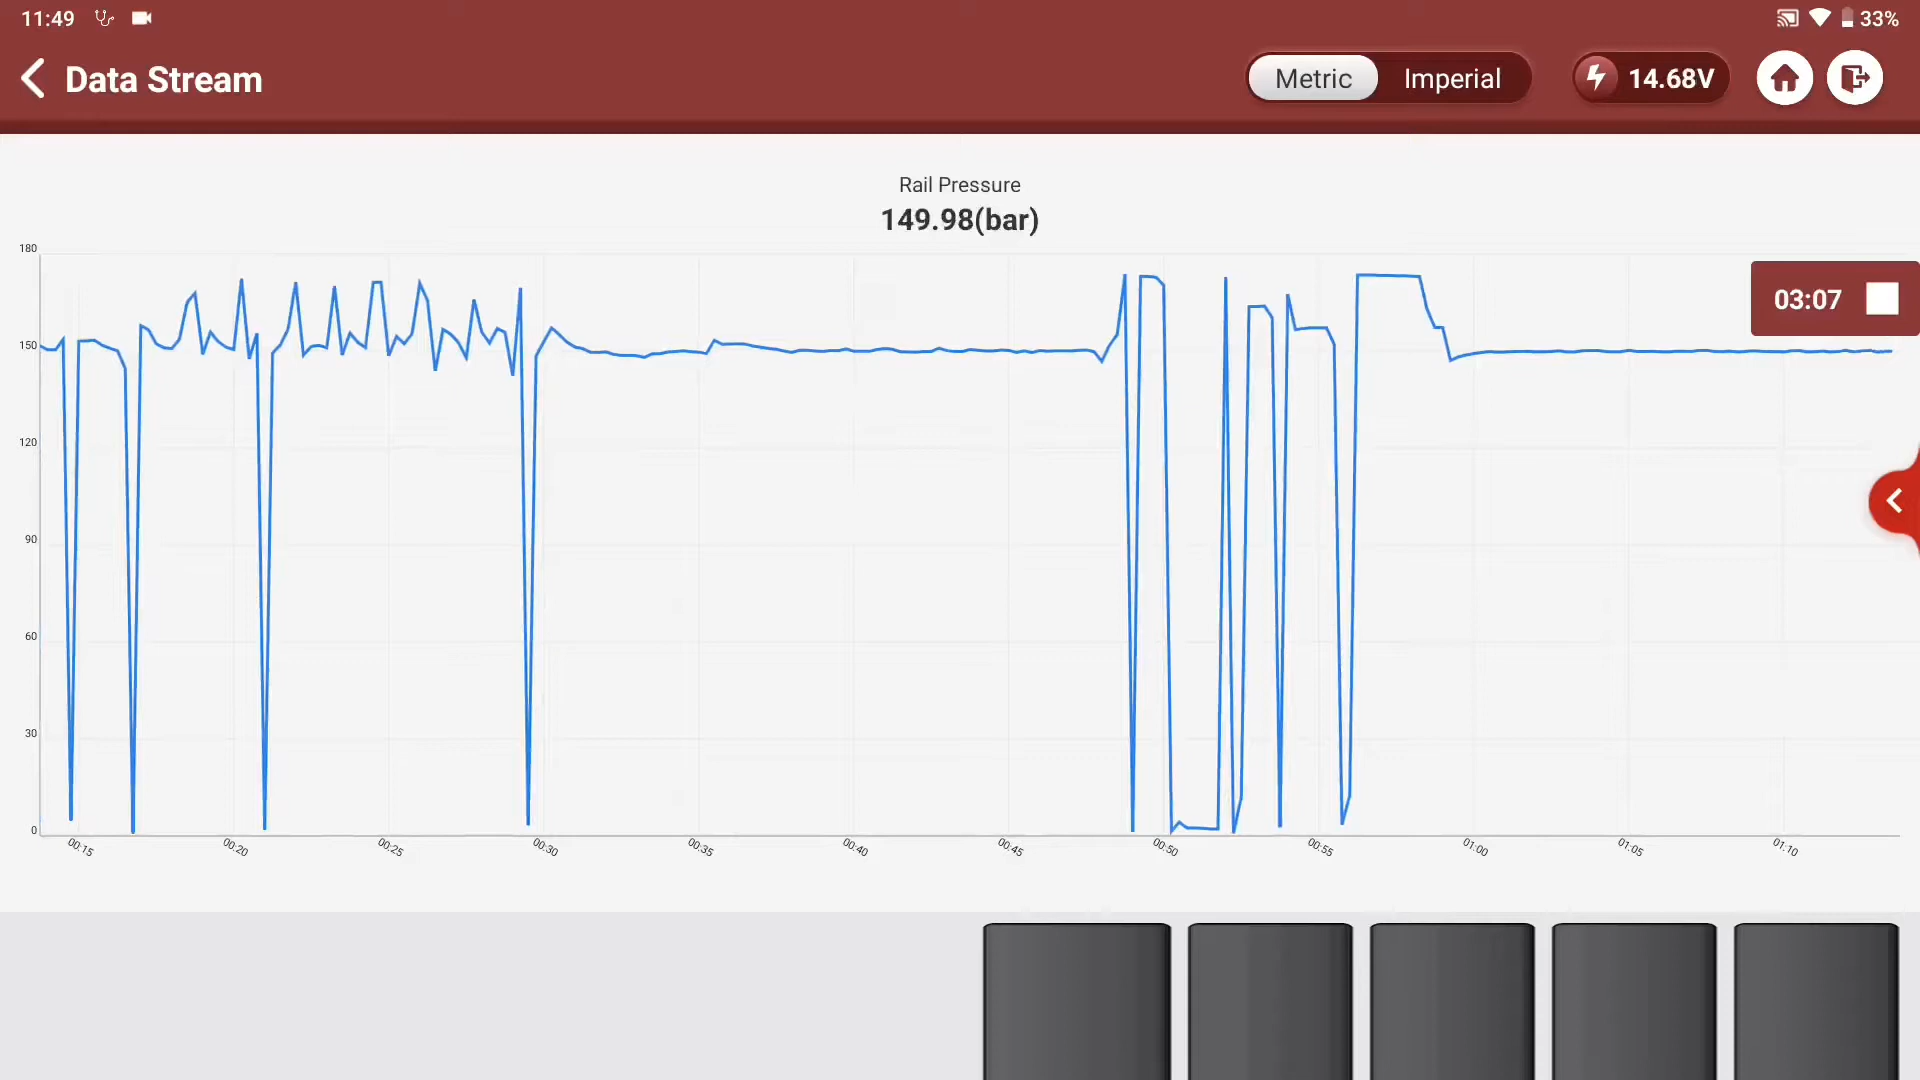 11:49
33%
Data Stream
Metric Imperial
14.68V
Rail Pressure
149.98(bar)
180
03:07
150
120
90
60
30
0
00:15 00:20 00:25 00:30 00:35 00:40 00:45 00:50 00:55 01:00 01:05 01:10